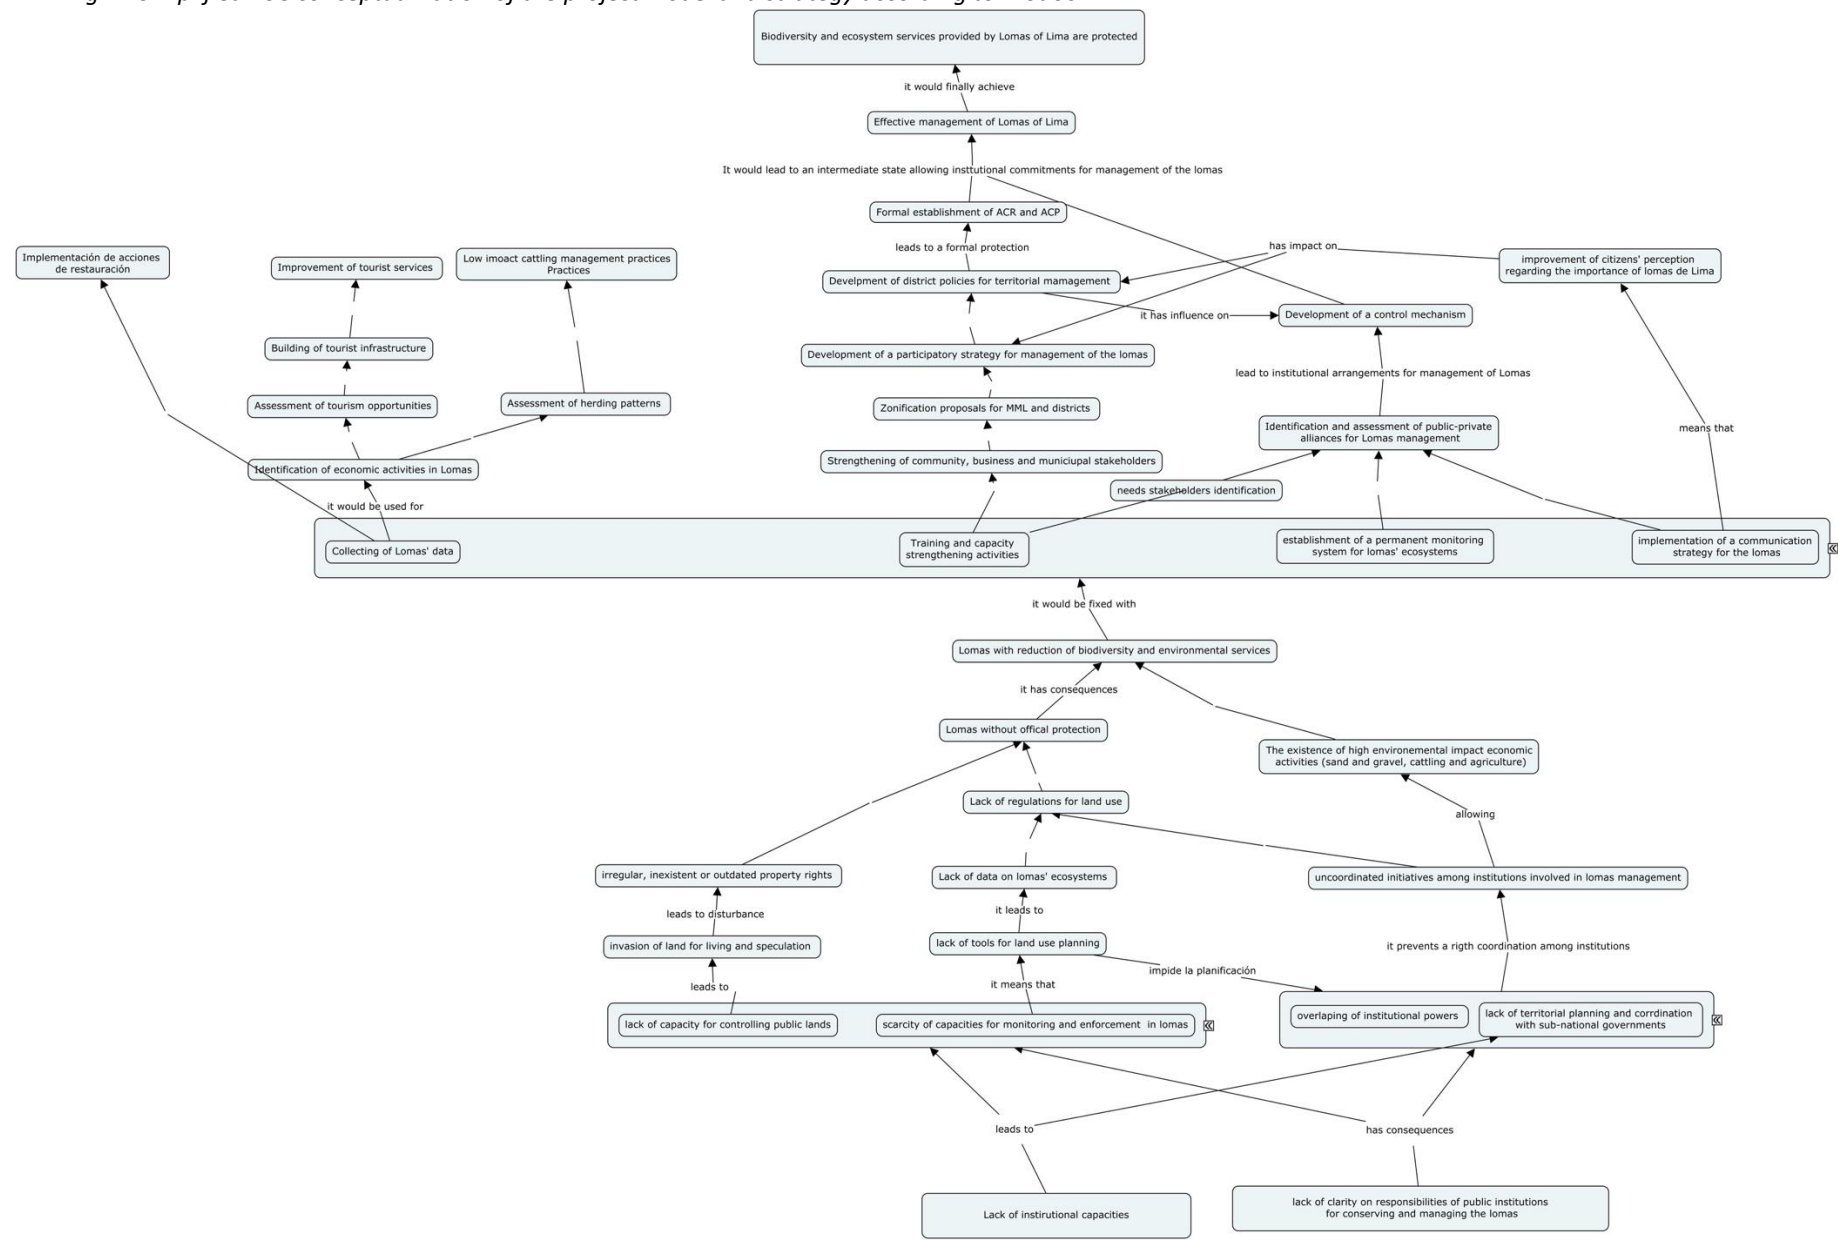 Biodiversity and ecosystem services provided by Lomas of Lima are protected
it would finally achieve
Effective management of Lomas of Lima
It would lead to an intermediate state allowing insttutional commitments for management of the lomas
Formal establishment of ACR and ACP
leads to a formal protection
has impact on
Implementación de acciones
de restauración
Improvement of tourist services
Low imoact cattling management practices
Practices
Develpment of district policies for territorial mamagement
improvement of citizens' perception
regarding the importance of lomas de Lima
it has influence on
Development of a control mechanism
Building of tourist infrastructure
Development of a participatory strategy for management of the lomas
lead to institutional arrangements for management of Lomas
Assessment of tourism opportunities
Assessment of herding patterns
Zonification proposals for MML and districts
Identification and assessment of public-private
alliances for Lomas management
means that
Identification of economic activities in Lomas
Strengthening of community, business and municiupal stakeholders
needs stakeholders identification
it would be used for
Collecting of Lomas' data
Training and capacity
strengthening activities
establishment of a permanent monitoring
system for lomas' ecosystems
implementation of a communication
strategy for the lomas
it would be fixed with
Lomas with reduction of biodiversity and environmental services
it has consequences
Lomas without offical protection
The existence of high environemental impact economic
activities (sand and gravel, cattling and agriculture)
Lack of regulations for land use
allowing
irregular, inexistent or outdated property rights
Lack of data on lomas' ecosystems
uncoordinated initiatives among institutions involved in lomas management
leads to disturbance
it leads to
invasion of land for living and speculation
lack of tools for land use planning
it prevents a rigth coordination among institutions
impide la planificación
leads to
it means that
lack of capacity for controlling public lands
scarcity of capacities for monitoring and enforcement in lomas
overlaping of institutional powers
lack of territorial planning and corrdination
with sub-national governments
leads to
has consequences
Lack of instirutional capacities
lack of clarity on responsibilities of public institutions
for conserving and managing the lomas